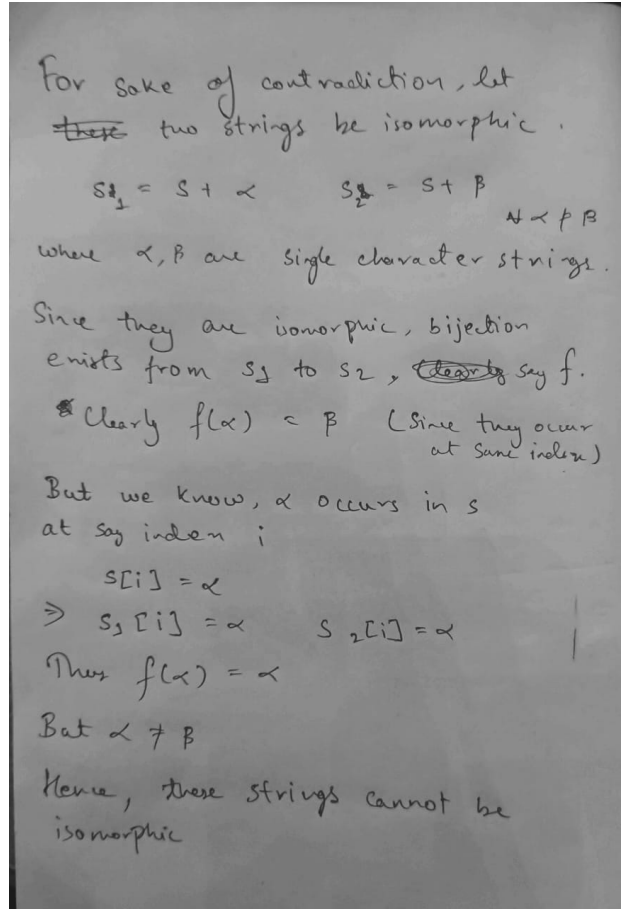 For sake of contradiction, let
these two strings be isomorphic.
S₁ = S + α S₂ = S + β
∀ α ≠ β
where α, β are single character strings.
Since they are isomorphic, bijection
exists from S₁ to S₂, Clearly say f.
Clearly f(α) = β (Since they occur
at same index)
But we know, α occurs in s
at say index i
S[i] = α
⇒ S₁[i] = α S₂[i] = α
Thus f(α) = α
But α ≠ β
Hence, these strings cannot be
isomorphic